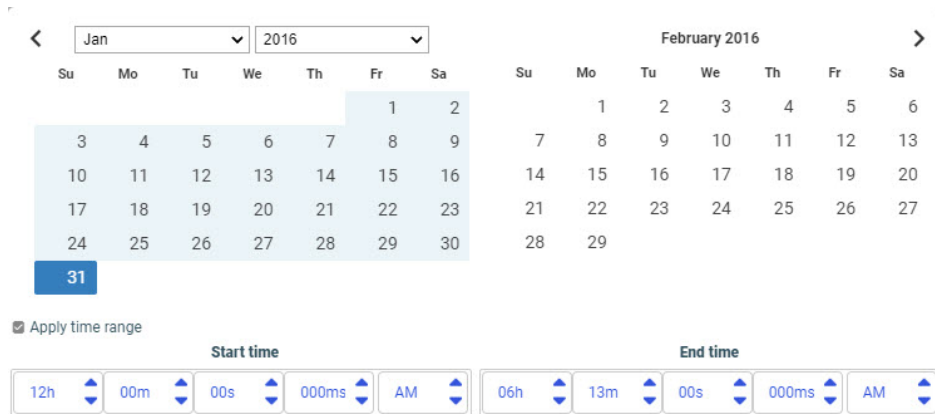 Jan 2016
Su Mo Tu We Th Fr Sa
1 2
3 4 5 6 7 8 9
10 11 12 13 14 15 16
17 18 19 20 21 22 23
24 25 26 27 28 29 30
31
February 2016
Su Mo Tu We Th Fr Sa
1 2 3 4 5 6
7 8 9 10 11 12 13
14 15 16 17 18 19 20
21 22 23 24 25 26 27
28 29
Apply time range
Start time
12h 00m 00s 000ms AM
End time
06h 13m 00s 000ms AM